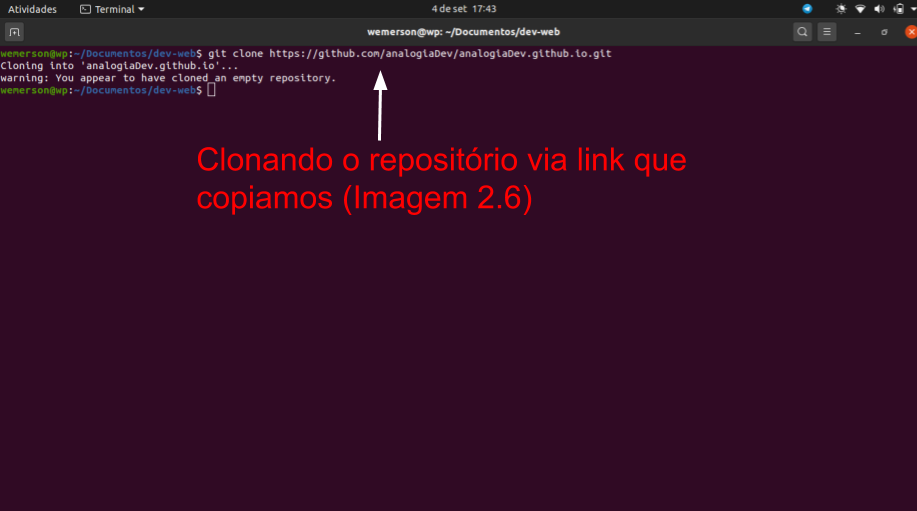 Atividades
Terminal
4 de set 17:43
wemerson@wp: ~/Documentos/dev-web
wemerson@wp:~/Documentos/dev-web$ git clone https://github.com/analogiaDev/analogiaDev.github.io.git
Cloning into 'analogiaDev.github.io'...
warning: You appear to have cloned an empty repository.
wemerson@wp:~/Documentos/dev-web$
Clonando o repositório via link que
copiamos (Imagem 2.6)